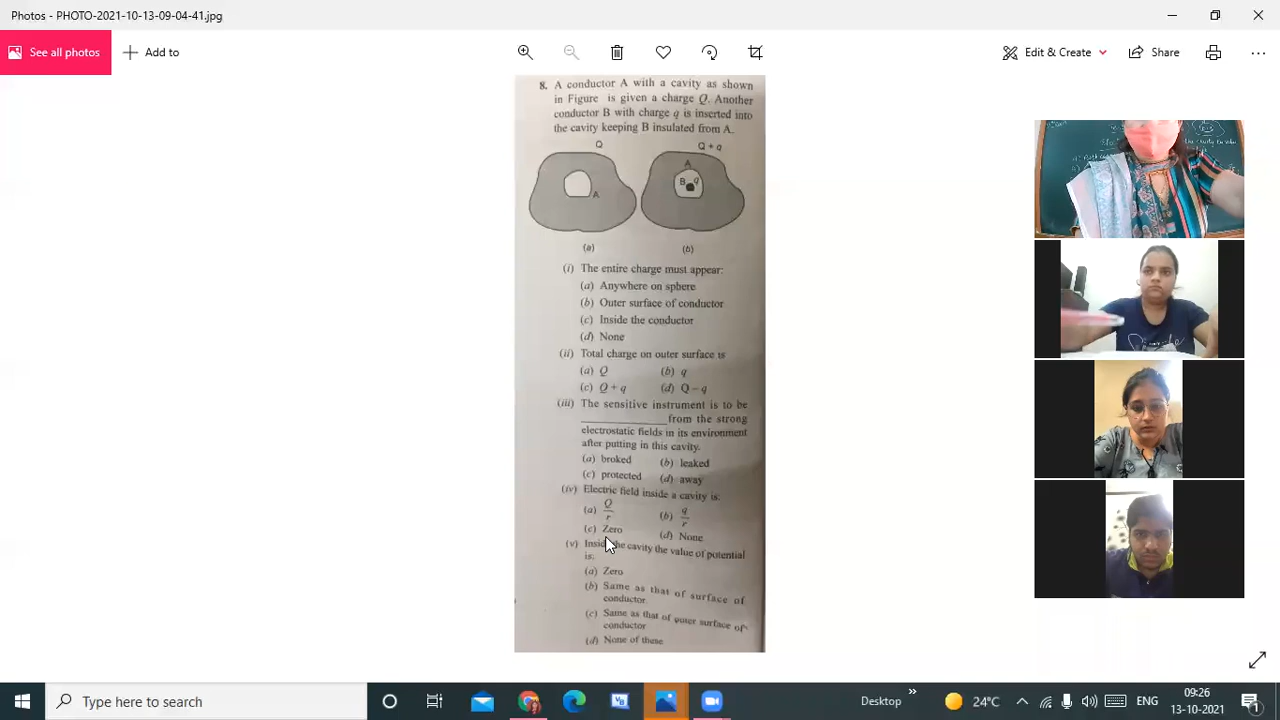 Photos - PHOTO-2021-10-13-09-04-41.jpg
See all photos
Add to
Edit & Create
Share
8. A conductor A with a cavity as shown
in Figure is given a charge Q. Another
conductor B with charge q is inserted into
the cavity keeping B insulated from A.
Q
Q + q
A
B q
A
(a)
(b)
(i) The entire charge must appear:
(a) Anywhere on sphere
(b) Outer surface of conductor
(c) Inside the conductor
(d) None
(ii) Total charge on outer surface is
(a) Q (b) q
(c) Q + q (d) Q – q
(iii) The sensitive instrument is to be
____________ from the strong
electrostatic fields in its environment
after putting in this cavity.
(a) broked (b) leaked
(c) protected (d) away
(iv) Electric field inside a cavity is:
(a) Q/r (b) q/r
(c) Zero (d) None
(v) Inside the cavity the value of potential
is:
(a) Zero
(b) Same as that of surface of
conductor.
(c) Same as that of outer surface of
conductor
(d) None of these
Type here to search
Desktop
24°C
ENG
09:26
13-10-2021